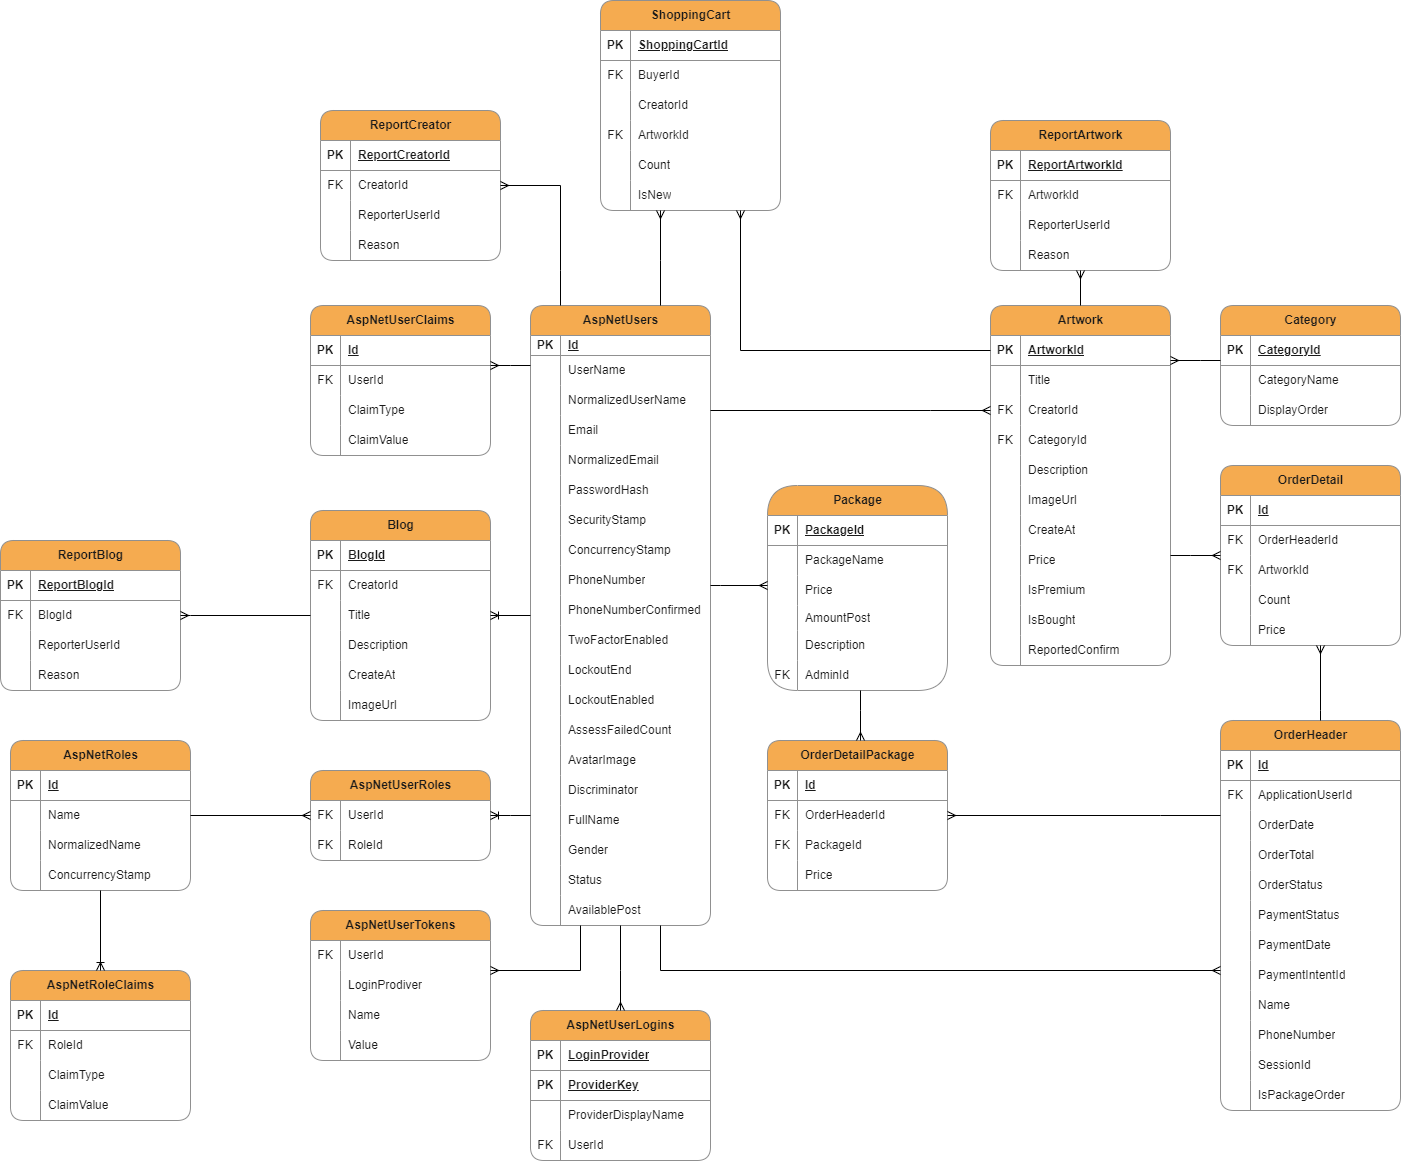 ShoppingCart
PK ShoppingCartId
FK BuyerId
CreatorId
FK ArtworkId
Count
IsNew
ReportCreator
PK ReportCreatorId
FK CreatorId
ReporterUserId
Reason
ReportArtwork
PK ReportArtworkId
FK ArtworkId
ReporterUserId
Reason
AspNetUserClaims
PK Id
FK UserId
ClaimType
ClaimValue
AspNetUsers
PK Id
UserName
NormalizedUserName
Email
NormalizedEmail
PasswordHash
SecurityStamp
ConcurrencyStamp
PhoneNumber
PhoneNumberConfirmed
TwoFactorEnabled
LockoutEnd
LockoutEnabled
AssessFailedCount
AvatarImage
Discriminator
FullName
Gender
Status
AvailablePost
Artwork
PK ArtworkId
Title
FK CreatorId
FK CategoryId
Description
ImageUrl
CreateAt
Price
IsPremium
IsBought
ReportedConfirm
Category
PK CategoryId
CategoryName
DisplayOrder
OrderDetail
PK Id
FK OrderHeaderId
FK ArtworkId
Count
Price
Package
PK PackageId
PackageName
Price
AmountPost
Description
FK AdminId
Blog
PK BlogId
FK CreatorId
Title
Description
CreateAt
ImageUrl
ReportBlog
PK ReportBlogId
FK BlogId
ReporterUserId
Reason
AspNetRoles
PK Id
Name
NormalizedName
ConcurrencyStamp
AspNetUserRoles
FK UserId
FK RoleId
OrderDetailPackage
PK Id
FK OrderHeaderId
FK PackageId
Price
OrderHeader
PK Id
FK ApplicationUserId
OrderDate
OrderTotal
OrderStatus
PaymentStatus
PaymentDate
PaymentIntentId
Name
PhoneNumber
SessionId
IsPackageOrder
AspNetUserTokens
FK UserId
LoginProdiver
Name
Value
AspNetRoleClaims
PK Id
FK RoleId
ClaimType
ClaimValue
AspNetUserLogins
PK LoginProvider
PK ProviderKey
ProviderDisplayName
FK UserId